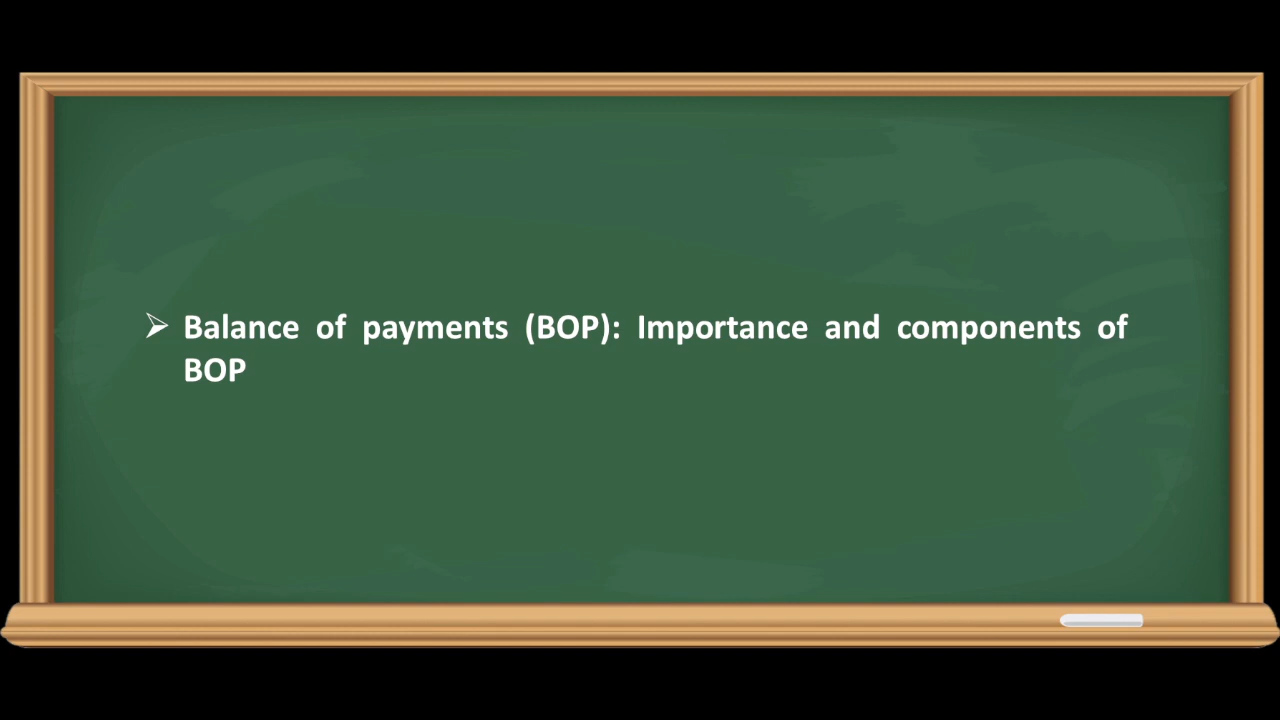 ➢ Balance of payments (BOP): Importance and components of
BOP